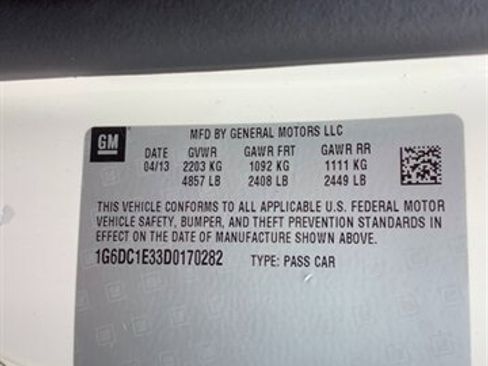 GM
MFD BY GENERAL MOTORS LLC
DATE GVWR GAWR FRT GAWR RR
04/13 2203 KG 1092 KG 1111 KG
4857 LB 2408 LB 2449 LB
THIS VEHICLE CONFORMS TO ALL APPLICABLE U.S. FEDERAL MOTOR
VEHICLE SAFETY, BUMPER, AND THEFT PREVENTION STANDARDS IN
EFFECT ON THE DATE OF MANUFACTURE SHOWN ABOVE.
1G6DC1E33D0170282 TYPE: PASS CAR